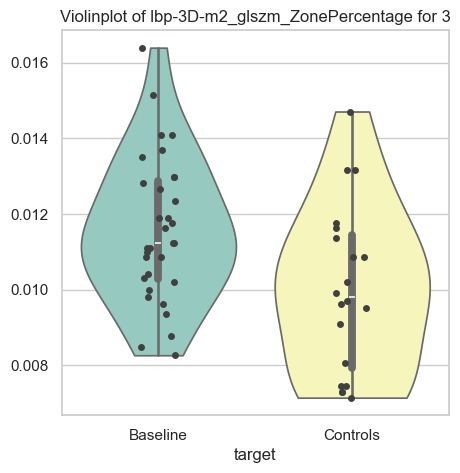 Violinplot of lbp-3D-m2_glszm_ZonePercentage for 3
0.016
0.014
0.012
0.010
0.008
Baseline Controls
target